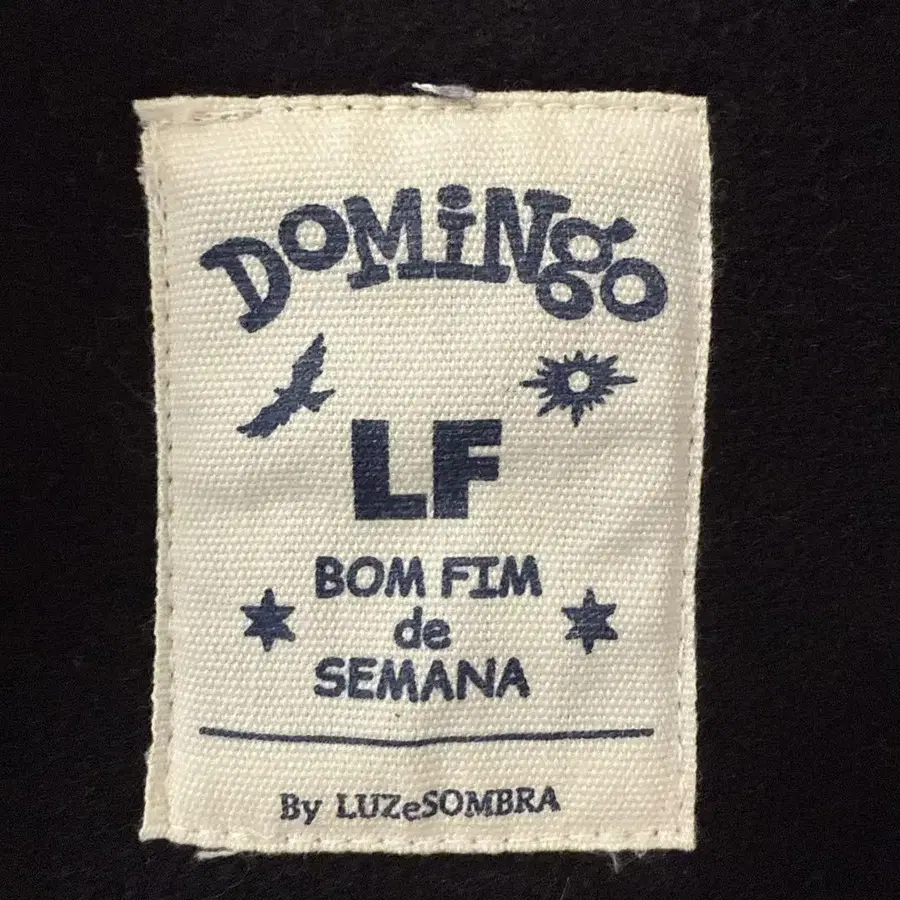 DOMiNgo
LF
BOM FIM
de
SEMANA
By LUZeSOMBRA